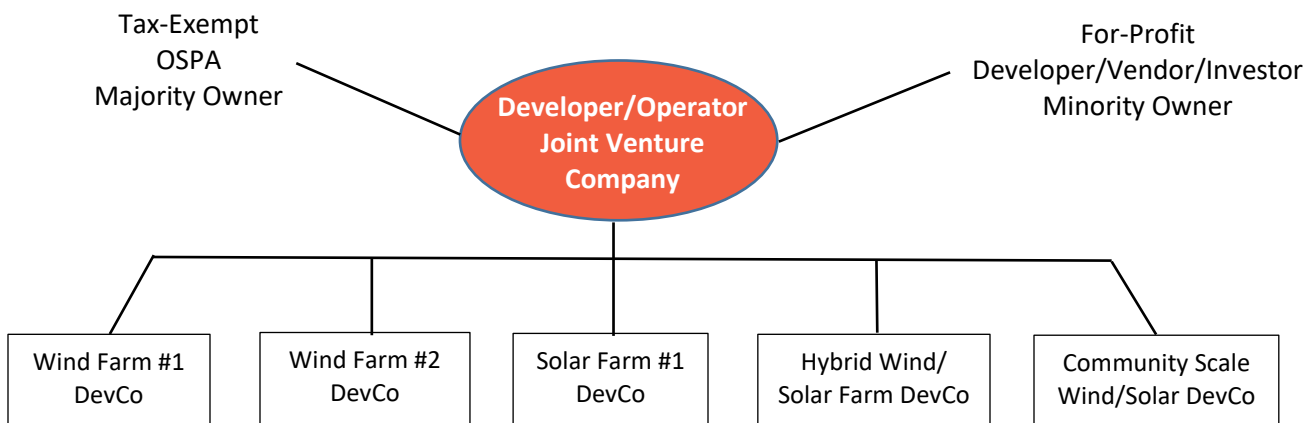 Tax-Exempt
OSPA
Majority Owner
For-Profit
Developer/Vendor/Investor
Minority Owner
Developer/Operator
Joint Venture
Company
Wind Farm #1
DevCo
Wind Farm #2
DevCo
Solar Farm #1
DevCo
Hybrid Wind/
Solar Farm DevCo
Community Scale
Wind/Solar DevCo